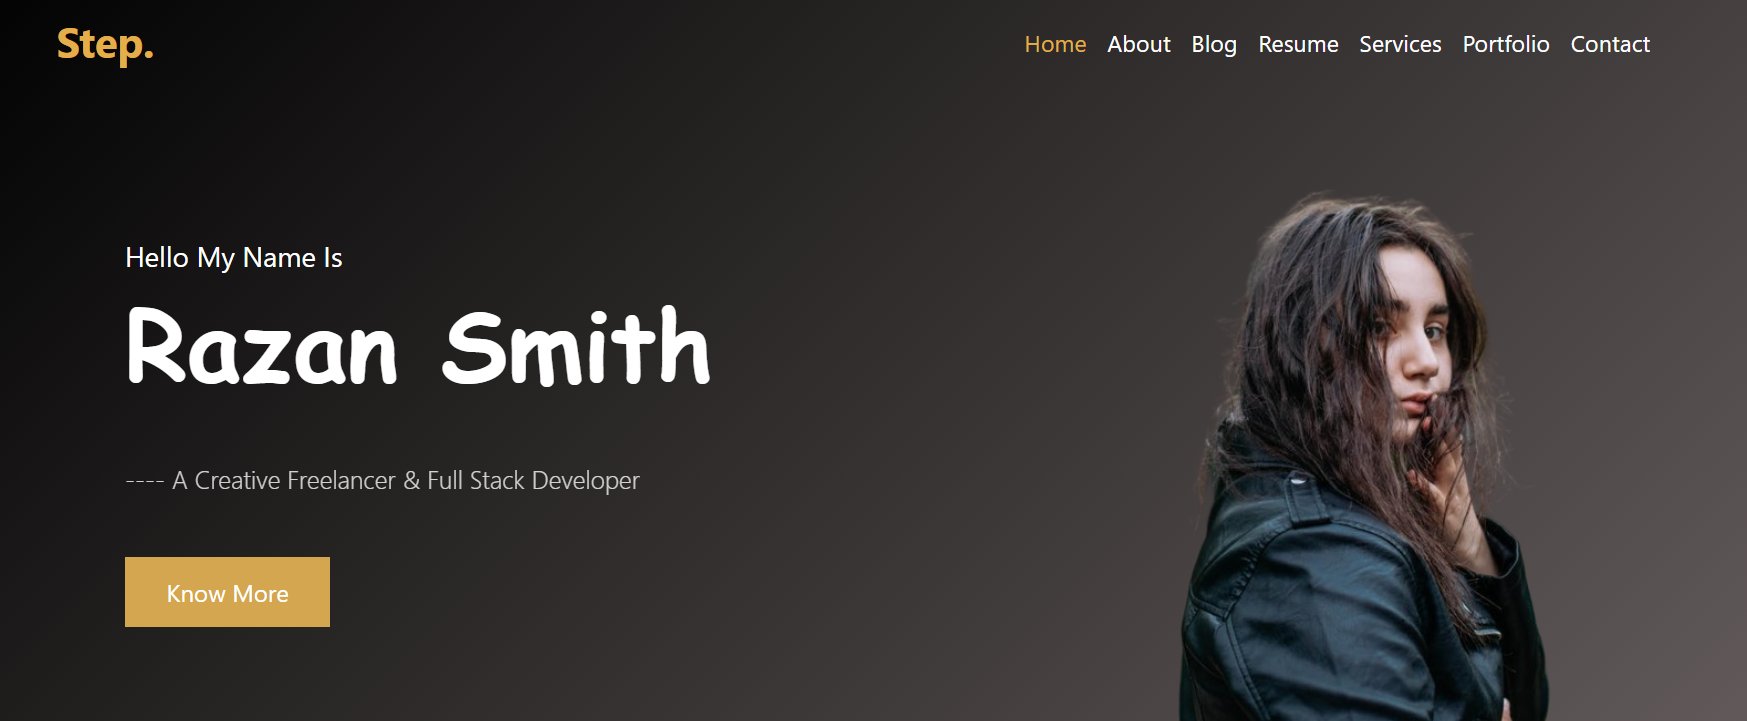 Step.
Home About Blog Resume Services Portfolio Contact
Hello My Name Is
Razan Smith
---- A Creative Freelancer & Full Stack Developer
Know More